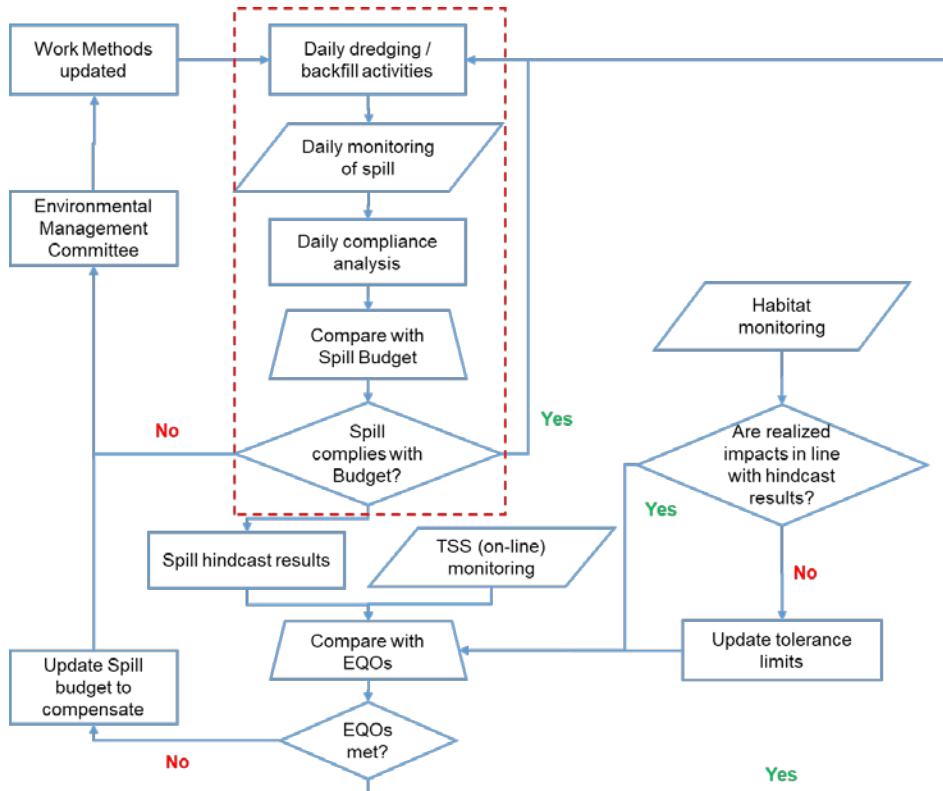 Work Methods
updated
Daily dredging /
backfill activities
Daily monitoring
of spill
Environmental
Management
Committee
Daily compliance
analysis
Compare with
Spill Budget
Habitat
monitoring
No
Spill
complies with
Budget?
Yes
Are realized
impacts in line
with hindcast
results?
Yes
Spill hindcast results
TSS (on-line)
monitoring
No
Compare with
EQOs
Update tolerance
limits
Update Spill
budget to
compensate
EQOs
met?
No
Yes